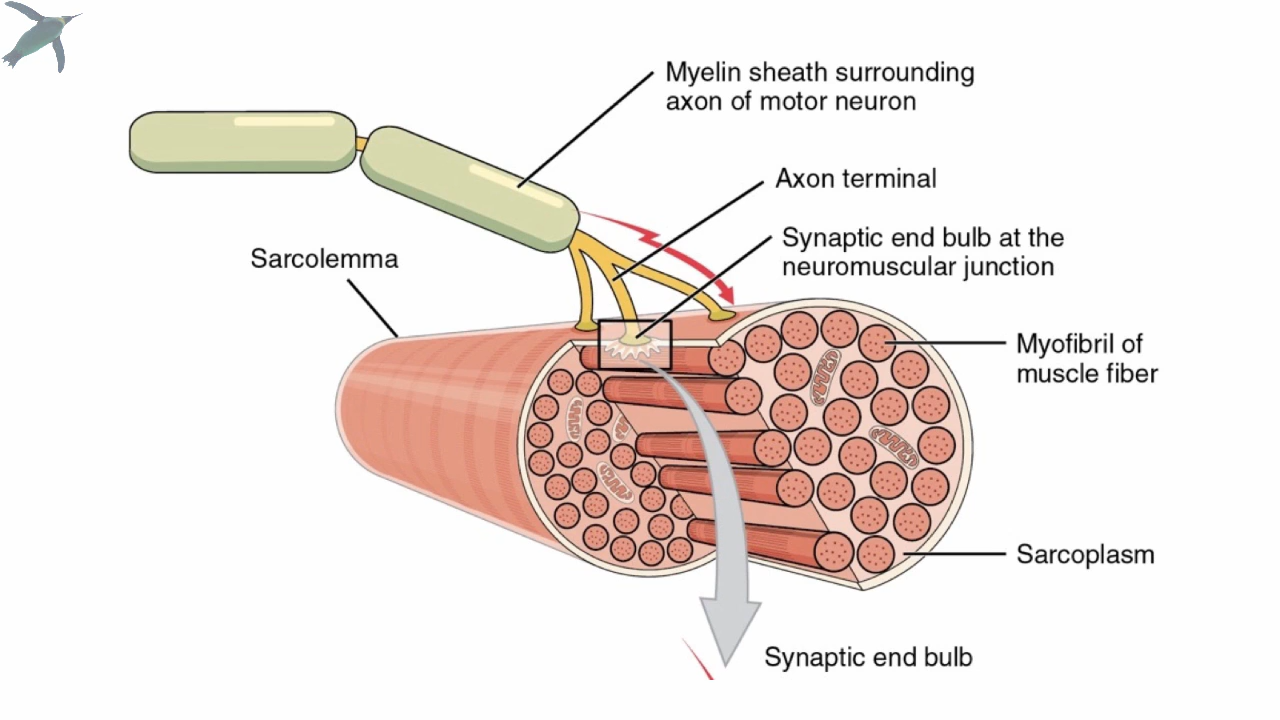 Myelin sheath surrounding
axon of motor neuron
Axon terminal
Synaptic end bulb at the
neuromuscular junction
Sarcolemma
Myofibril of
muscle fiber
Sarcoplasm
Synaptic end bulb